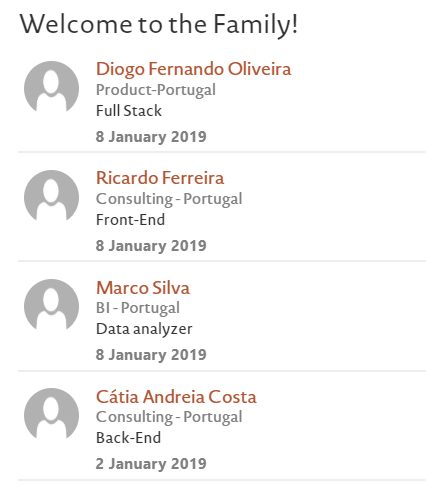 Welcome to the Family!
Diogo Fernando Oliveira
Product-Portugal
Full Stack
8 January 2019
Ricardo Ferreira
Consulting - Portugal
Front-End
8 January 2019
Marco Silva
BI - Portugal
Data analyzer
8 January 2019
Cátia Andreia Costa
Consulting - Portugal
Back-End
2 January 2019